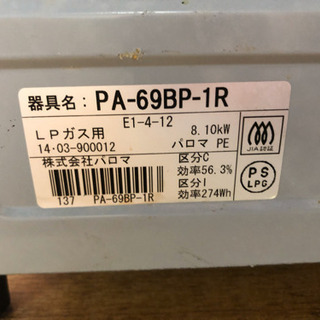 器具名：PA-69BP-1R
E1-4-12
LPガス用 8.10kW
14・03-900012 パロマ PE
株式会社パロマ 区分C
効率56.3%
区分I
137 PA-69BP-1R 効率274Wh
JIA認証
PS
LPG